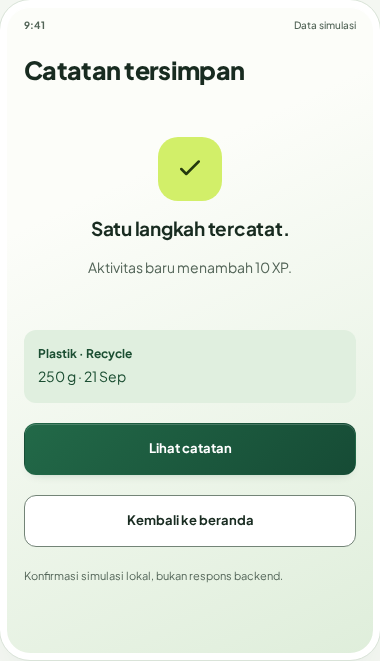 9:41
Data simulasi
Catatan tersimpan
Satu langkah tercatat.
Aktivitas baru menambah 10 XP.
Plastik · Recycle
250 g · 21 Sep
Lihat catatan
Kembali ke beranda
Konfirmasi simulasi lokal, bukan respons backend.